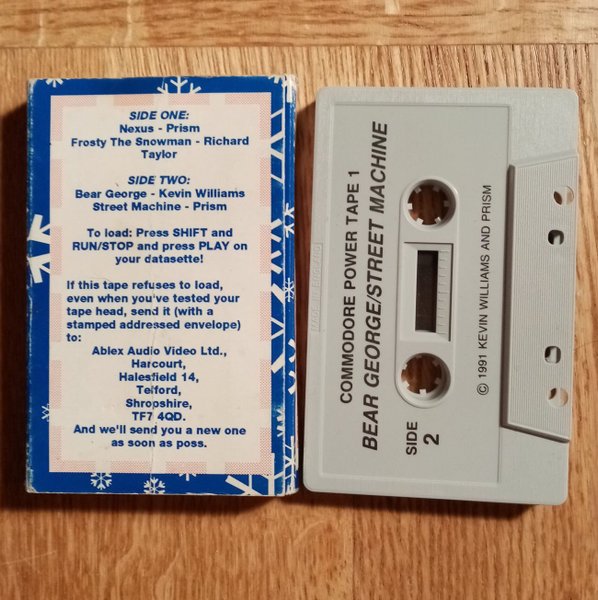 SIDE ONE:
Nexus - Prism
Frosty The Snowman - Richard
Taylor
SIDE TWO:
Bear George - Kevin Williams
Street Machine - Prism
To load: Press SHIFT and
RUN/STOP and press PLAY on
your datasette!
If this tape refuses to load,
even when you've tested your
tape head, send it (with a
stamped addressed envelope)
to:
Ablex Audio Video Ltd.,
Harcourt,
Halesfield 14,
Telford,
Shropshire,
TF7 4QD.
And we'll send you a new one
as soon as poss.
MADE IN ENGLAND
COMMODORE POWER TAPE 1
BEAR GEORGE/STREET MACHINE
SIDE
2
© 1991 KEVIN WILLIAMS AND PRISM